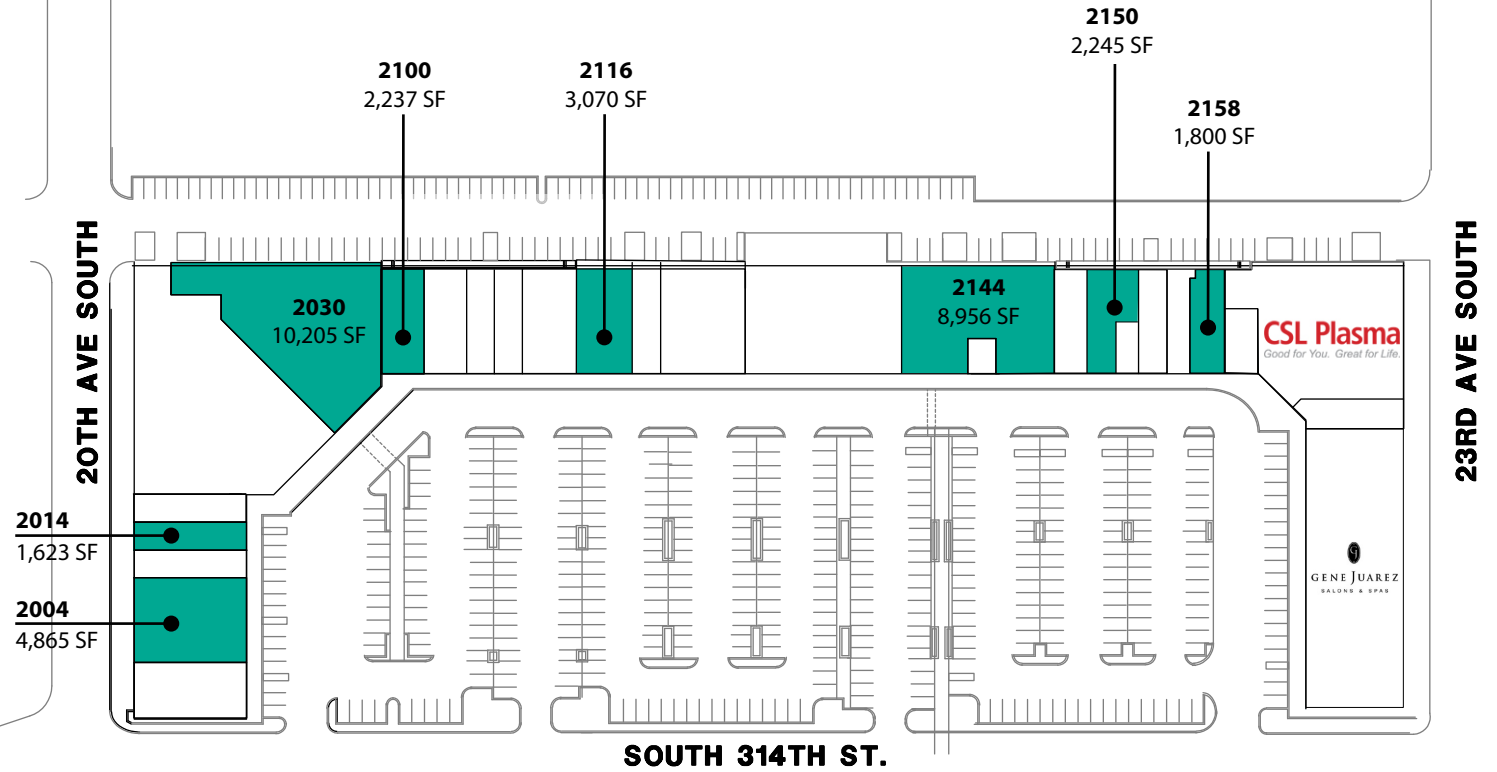 2150
2,245 SF
2100
2,237 SF
2116
3,070 SF
2158
1,800 SF
20TH AVE SOUTH
23RD AVE SOUTH
2030
10,205 SF
2144
8,956 SF
CSL Plasma
Good for You. Great for Life.
2014
1,623 SF
GENE JUAREZ
SALONS & SPAS
2004
4,865 SF
SOUTH 314TH ST.